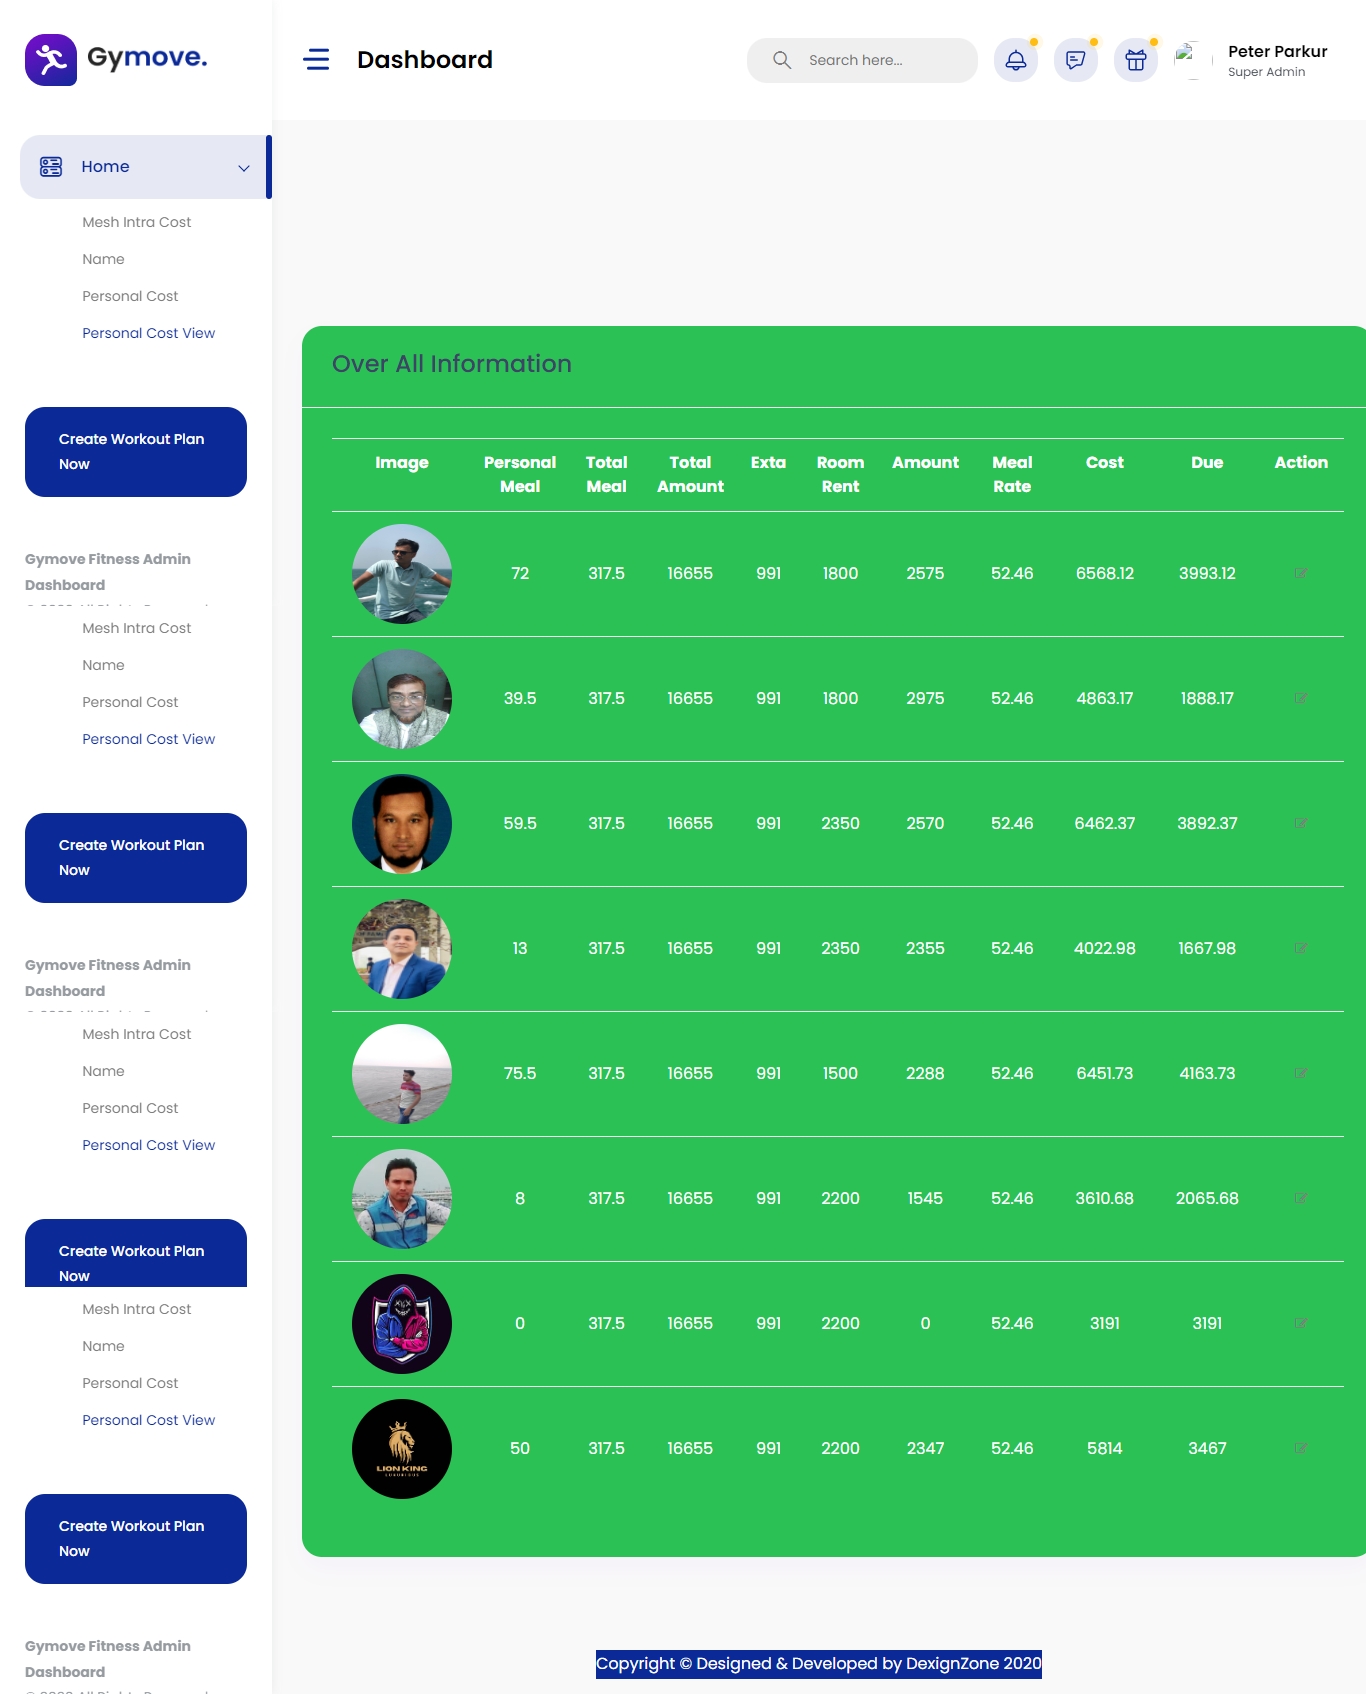 Gymove.
Dashboard
Search here...
Peter Parkur
Super Admin
Home
Mesh Intra Cost
Name
Personal Cost
Personal Cost View
Create Workout Plan
Now
Gymove Fitness Admin
Dashboard
Mesh Intra Cost
Name
Personal Cost
Personal Cost View
Create Workout Plan
Now
Gymove Fitness Admin
Dashboard
Mesh Intra Cost
Name
Personal Cost
Personal Cost View
Create Workout Plan
Now
Mesh Intra Cost
Name
Personal Cost
Personal Cost View
Create Workout Plan
Now
Gymove Fitness Admin
Dashboard
Over All Information
Image Personal Total Total Exta Room Amount Meal Cost Due Action
Meal Meal Amount Rent Rate
72 317.5 16655 991 1800 2575 52.46 6568.12 3993.12
39.5 317.5 16655 991 1800 2975 52.46 4863.17 1888.17
59.5 317.5 16655 991 2350 2570 52.46 6462.37 3892.37
13 317.5 16655 991 2350 2355 52.46 4022.98 1667.98
75.5 317.5 16655 991 1500 2288 52.46 6451.73 4163.73
8 317.5 16655 991 2200 1545 52.46 3610.68 2065.68
0 317.5 16655 991 2200 0 52.46 3191 3191
LION KING
50 317.5 16655 991 2200 2347 52.46 5814 3467
Copyright © Designed & Developed by DexignZone 2020